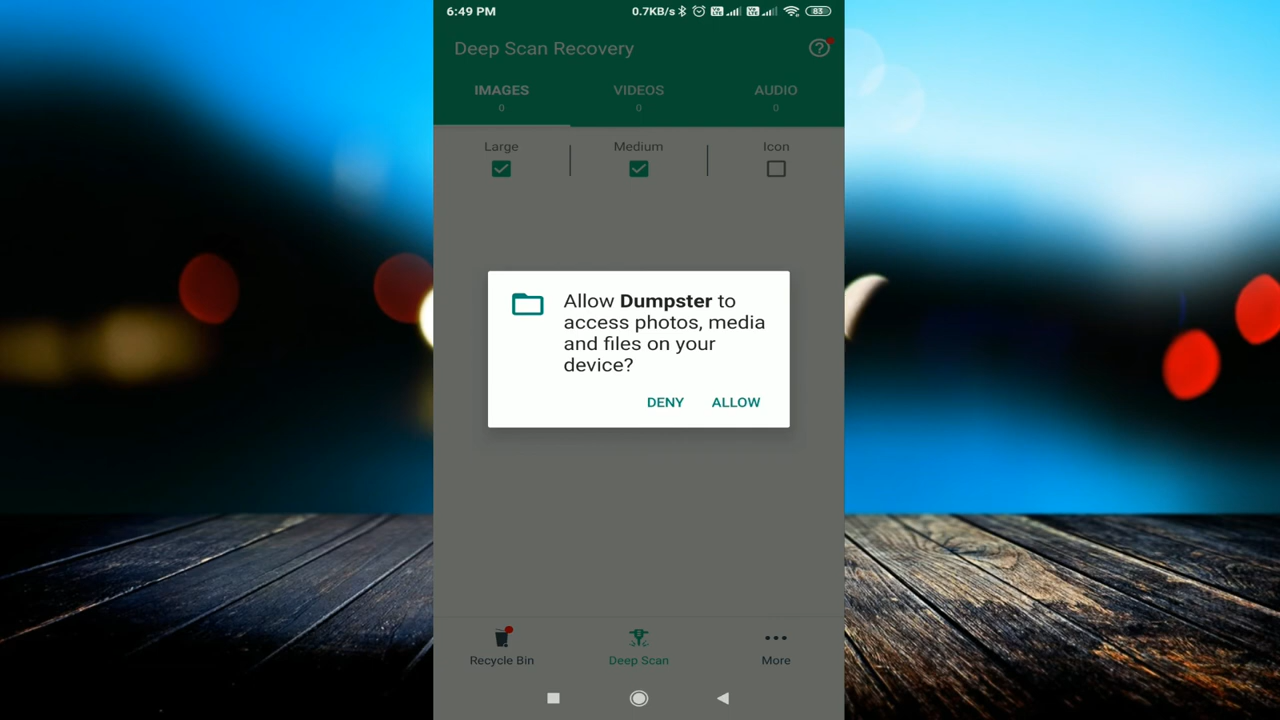 6:49 PM
0.7KB/s
83
Deep Scan Recovery
IMAGES VIDEOS AUDIO
0 0 0
Large Medium Icon
Allow Dumpster to
access photos, media
and files on your
device?
DENY ALLOW
Recycle Bin Deep Scan More